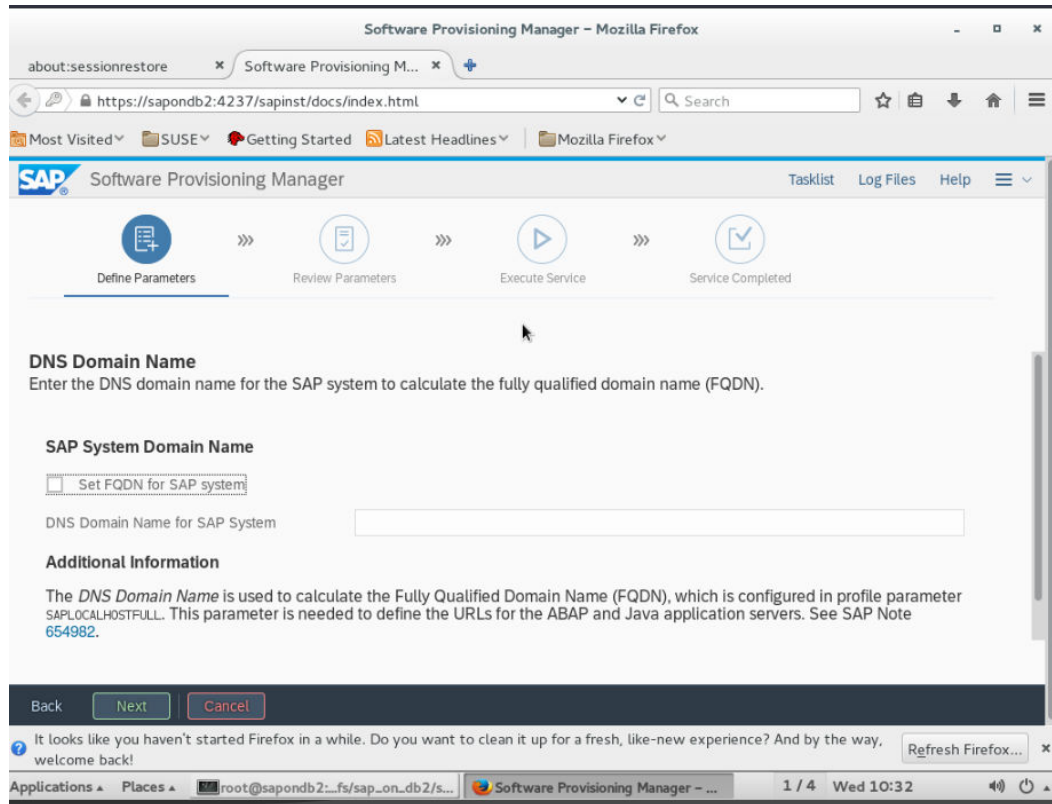 Software Provisioning Manager – Mozilla Firefox
about:sessionrestore
Software Provisioning M...
https://sapondb2:4237/sapinst/docs/index.html
Search
Most Visited
SUSE
Getting Started
Latest Headlines
Mozilla Firefox
SAP
Software Provisioning Manager
Tasklist
Log Files
Help
Define Parameters
Review Parameters
Execute Service
Service Completed
DNS Domain Name
Enter the DNS domain name for the SAP system to calculate the fully qualified domain name (FQDN).
SAP System Domain Name
Set FQDN for SAP system
DNS Domain Name for SAP System
Additional Information
The DNS Domain Name is used to calculate the Fully Qualified Domain Name (FQDN), which is configured in profile parameter
SAPLOCALHOSTFULL. This parameter is needed to define the URLs for the ABAP and Java application servers. See SAP Note
654982.
Back
Next
Cancel
It looks like you haven't started Firefox in a while. Do you want to clean it up for a fresh, like-new experience? And by the way,
welcome back!
Refresh Firefox...
Applications
Places
root@sapondb2:_fs/sap_on_db2/s...
Software Provisioning Manager – ...
1 / 4
Wed 10:32